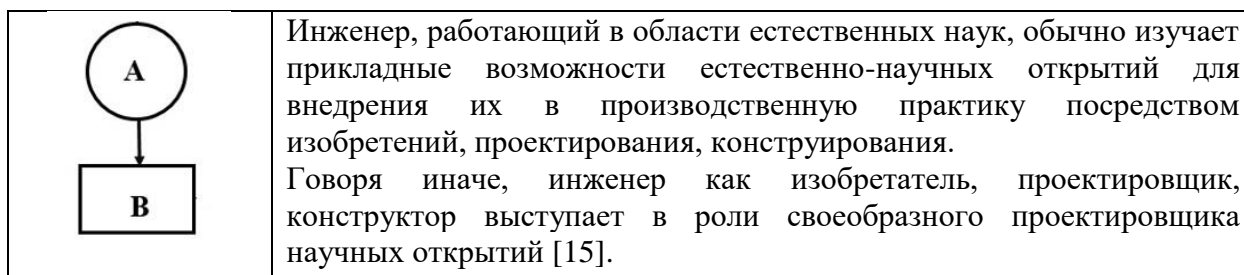 A
B
Инженер, работающий в области естественных наук, обычно изучает
прикладные возможности естественно-научных открытий для
внедрения их в производственную практику посредством
изобретений, проектирования, конструирования.
Говоря иначе, инженер как изобретатель, проектировщик,
конструктор выступает в роли своеобразного проектировщика
научных открытий [15].